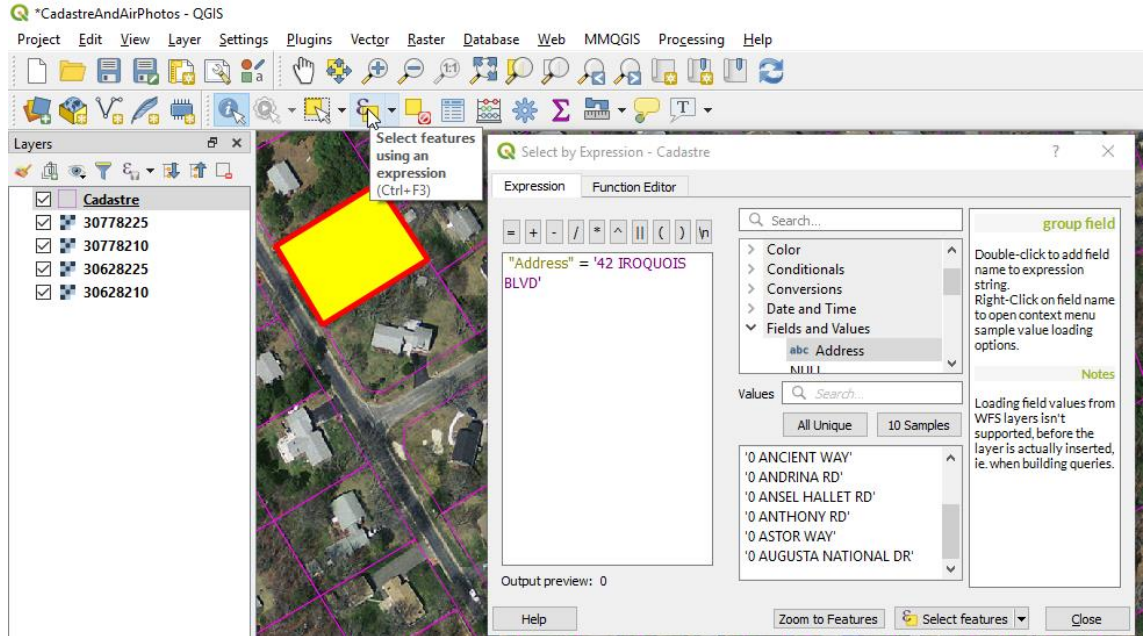 *CadastreAndAirPhotos - QGIS
Project Edit View Layer Settings Plugins Vector Raster Database Web MMQGIS Processing Help
Layers
Cadastre
30778225
30778210
30628225
30628210
Select features
using an
expression
(Ctrl+F3)
Select by Expression - Cadastre
Expression Function Editor
= + - / * ^ || ( ) \n
"Address" = '42 IROQUOIS
BLVD'
Output preview: 0
Search...
Color
Conditionals
Conversions
Date and Time
Fields and Values
abc Address
NULL
Values Search...
All Unique 10 Samples
'0 ANCIENT WAY'
'0 ANDRINA RD'
'0 ANSEL HALLET RD'
'0 ANTHONY RD'
'0 ASTOR WAY'
'0 AUGUSTA NATIONAL DR'
group field
Double-click to add field
name to expression
string.
Right-Click on field name
to open context menu
sample value loading
options.
Notes
Loading field values from
WFS layers isn't
supported, before the
layer is actually inserted,
ie. when building queries.
Help Zoom to Features Select features Close